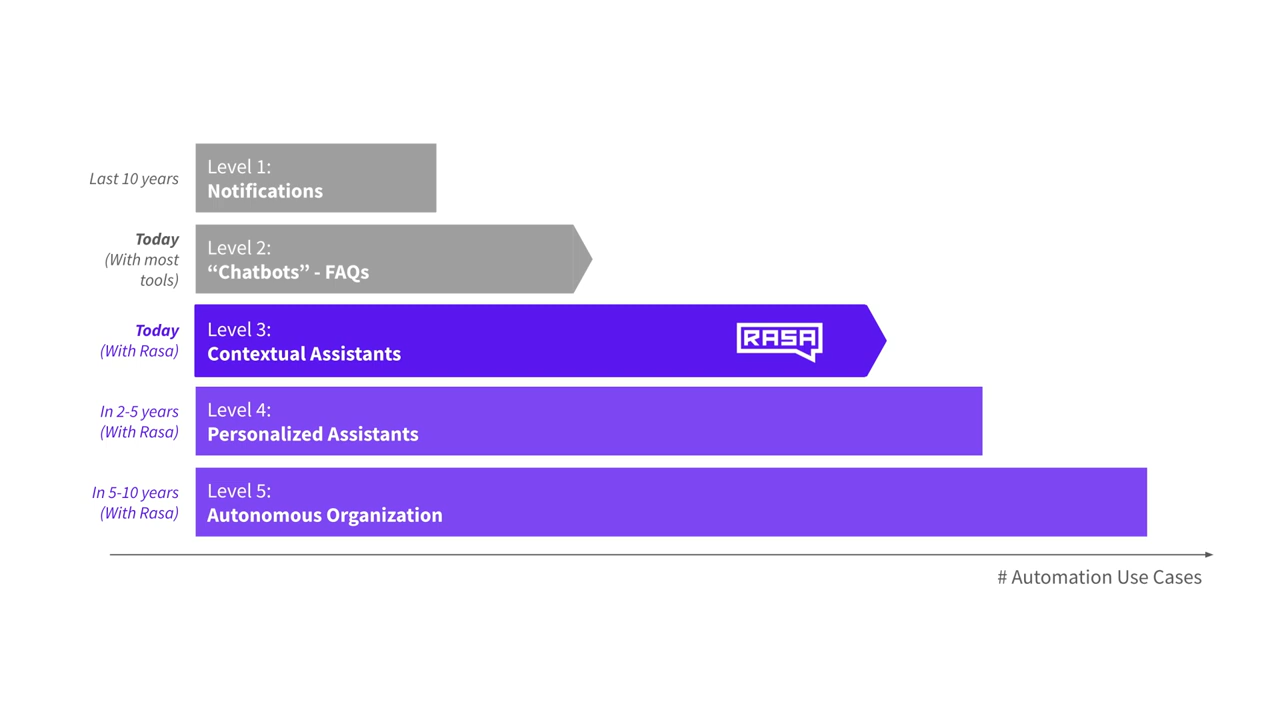 Last 10 years
Level 1:
Notifications
Today
(With most
tools)
Level 2:
“Chatbots” - FAQs
Today
(With Rasa)
Level 3:
Contextual Assistants
RASA
In 2-5 years
(With Rasa)
Level 4:
Personalized Assistants
In 5-10 years
(With Rasa)
Level 5:
Autonomous Organization
# Automation Use Cases